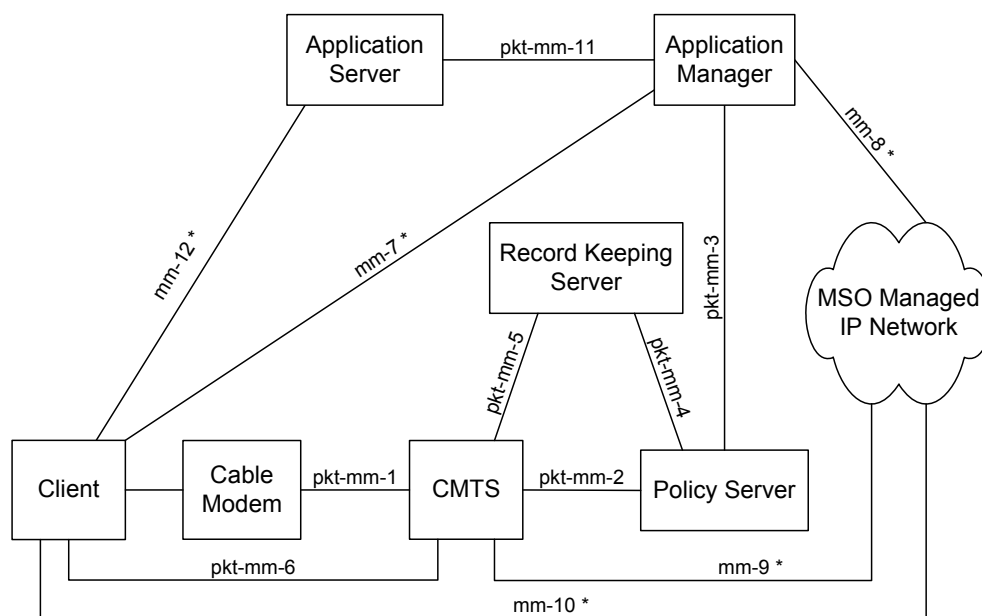 Application
Server
pkt-mm-11
Application
Manager
mm-8 *
mm-12 *
mm-7 *
pkt-mm-3
Record Keeping
Server
MSO Managed
IP Network
pkt-mm-5
pkt-mm-4
Client
Cable
Modem
pkt-mm-1
CMTS
pkt-mm-2
Policy Server
pkt-mm-6
mm-9 *
mm-10 *